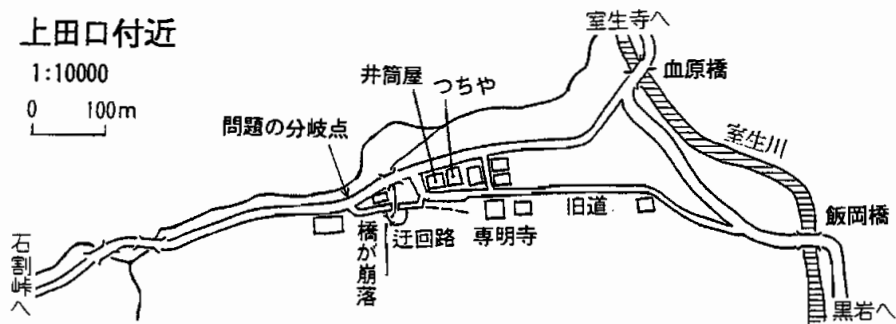 上田口付近
1:10000
0 100m
室生寺へ
血原橋
井筒屋
つちや
問題の分岐点
室生川
飯岡橋
旧道
専明寺
迂回路
橋が崩落
石割峠へ
黒岩へ